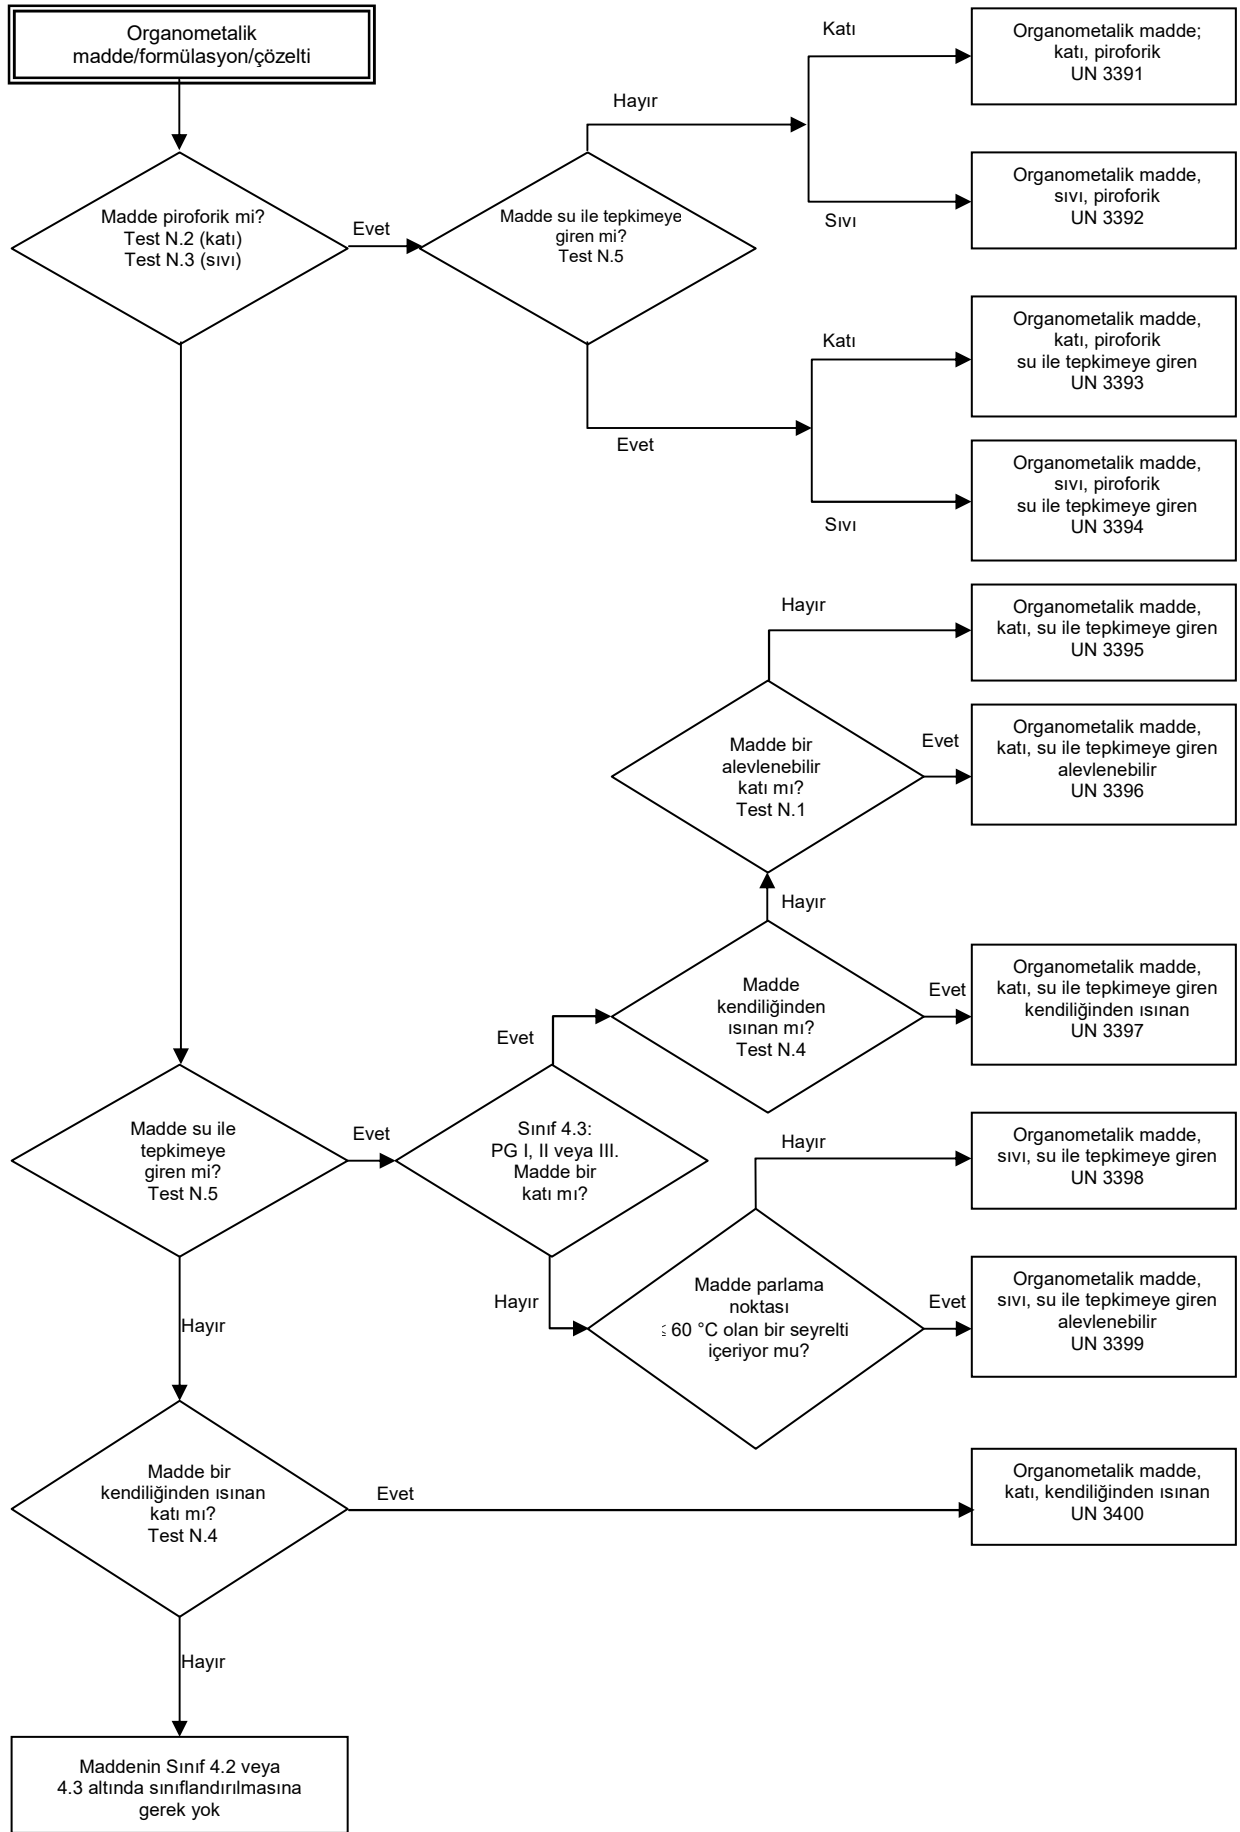 Organometalik
madde/formülasyon/çözelti
Katı
Organometalik madde;
katı, piroforik
UN 3391
Hayır
Madde piroforik mi?
Test N.2 (katı)
Test N.3 (sıvı)
Evet
Madde su ile tepkimeye
giren mi?
Test N.5
Organometalik madde,
sıvı, piroforik
UN 3392
Sıvı
Katı
Organometalik madde,
katı, piroforik
su ile tepkimeye giren
UN 3393
Evet
Organometalik madde,
sıvı, piroforik
su ile tepkimeye giren
UN 3394
Sıvı
Hayır
Organometalik madde,
katı, su ile tepkimeye giren
UN 3395
Madde bir
alevlenebilir
katı mı?
Test N.1
Evet
Organometalik madde,
katı, su ile tepkimeye giren
alevlenebilir
UN 3396
Hayır
Madde
kendiliğinden
ısınan mı?
Test N.4
Evet
Organometalik madde,
katı, su ile tepkimeye giren
kendiliğinden ısınan
UN 3397
Evet
Madde su ile
tepkimeye
giren mi?
Test N.5
Evet
Sınıf 4.3:
PG I, II veya III.
Madde bir
katı mı?
Hayır
Organometalik madde,
sıvı, su ile tepkimeye giren
UN 3398
Hayır
Madde parlama
noktası
≤ 60 °C olan bir seyrelti
içeriyor mu?
Evet
Organometalik madde,
sıvı, su ile tepkimeye giren
alevlenebilir
UN 3399
Hayır
Madde bir
kendiliğinden ısınan
katı mı?
Test N.4
Evet
Organometalik madde,
katı, kendiliğinden ısınan
UN 3400
Hayır
Maddenin Sınıf 4.2 veya
4.3 altında sınıflandırılmasına
gerek yok